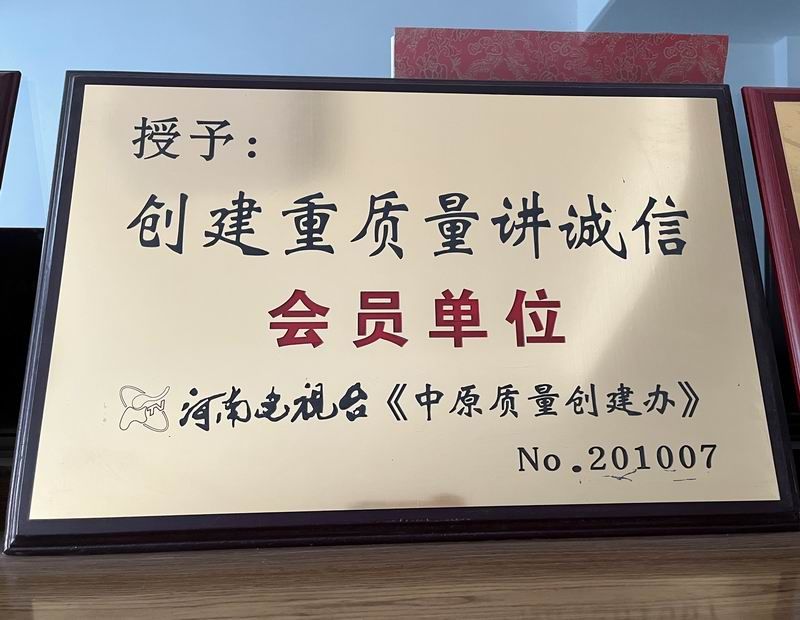 授予：
创建重质量讲诚信
会员单位
TV 河南电视台《中原质量创建办》
No.201007